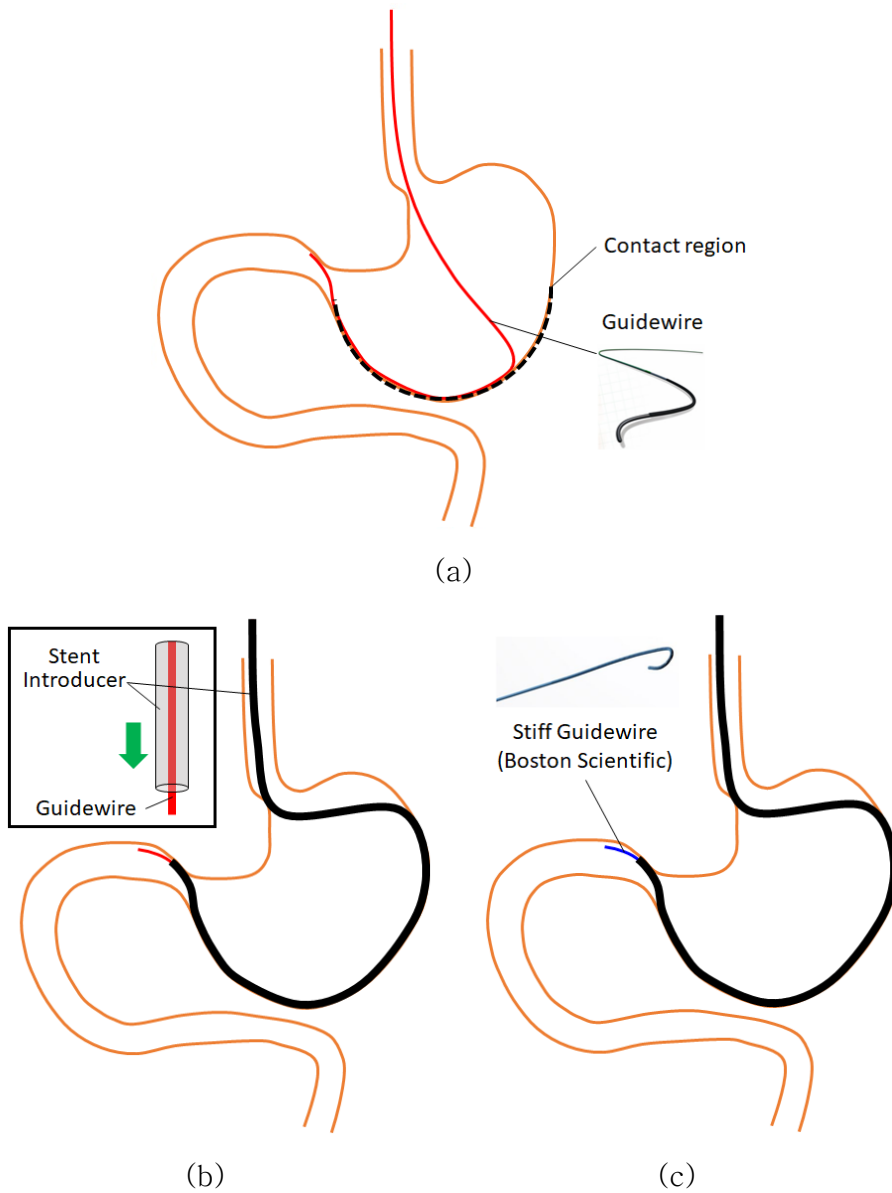 Contact region
Guidewire
(a)
Stent
Introducer
Guidewire
Stiff Guidewire
(Boston Scientific)
(b)
(c)